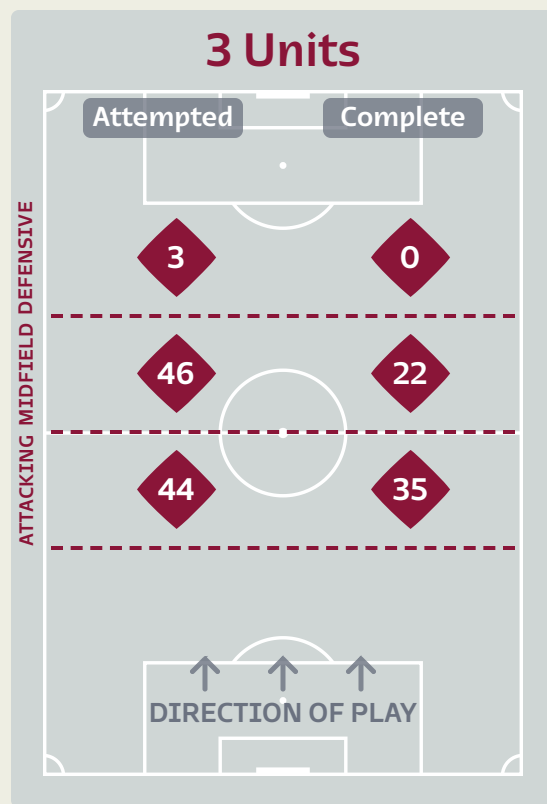 3 Units
Attempted Complete
3 0
46 22
44 35
ATTACKING MIDFIELD DEFENSIVE
DIRECTION OF PLAY